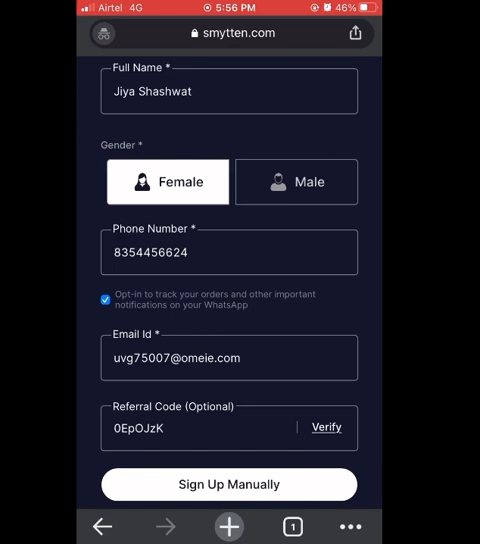 Airtel 4G 5:56 PM 46%
smytten.com
Full Name *
Jiya Shashwat
Gender *
Female Male
Phone Number *
8354456624
Opt-in to track your orders and other important
notifications on your WhatsApp
Email Id *
uvg75007@omeie.com
Referral Code (Optional)
0EpOJzK Verify
Sign Up Manually
1